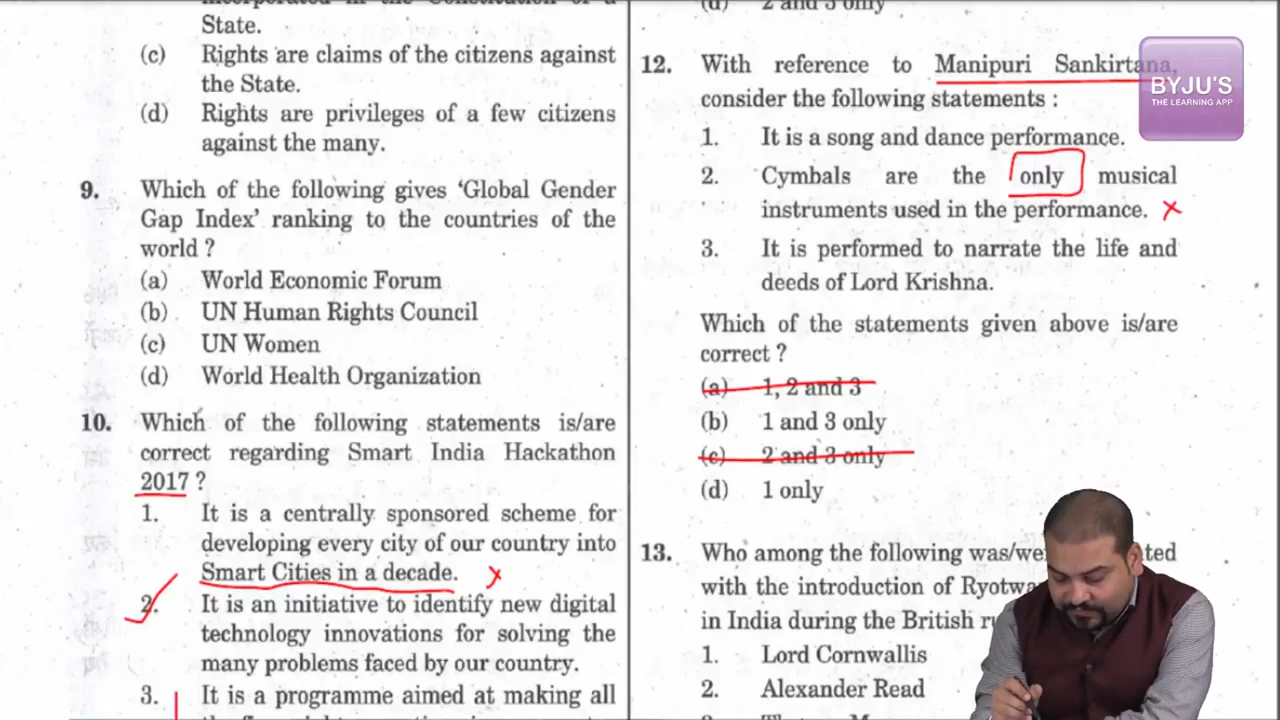 State.
(c) Rights are claims of the citizens against
the State.
(d) Rights are privileges of a few citizens
against the many.
9. Which of the following gives ‘Global Gender
Gap Index’ ranking to the countries of the
world ?
(a) World Economic Forum
(b) UN Human Rights Council
(c) UN Women
(d) World Health Organization
10. Which of the following statements is/are
correct regarding Smart India Hackathon
2017 ?
1. It is a centrally sponsored scheme for
developing every city of our country into
Smart Cities in a decade.
2. It is an initiative to identify new digital
technology innovations for solving the
many problems faced by our country.
3. It is a programme aimed at making all
(d) 2 and 3 only
12. With reference to Manipuri Sankirtana,
consider the following statements :
1. It is a song and dance performance.
2. Cymbals are the only musical
instruments used in the performance.
3. It is performed to narrate the life and
deeds of Lord Krishna.
Which of the statements given above is/are
correct ?
(a) 1, 2 and 3
(b) 1 and 3 only
(c) 2 and 3 only
(d) 1 only
13. Who among the following
with the introduction of
in India during the British
1. Lord Cornwallis
2. Alexander Read
BYJU'S
THE LEARNING APP